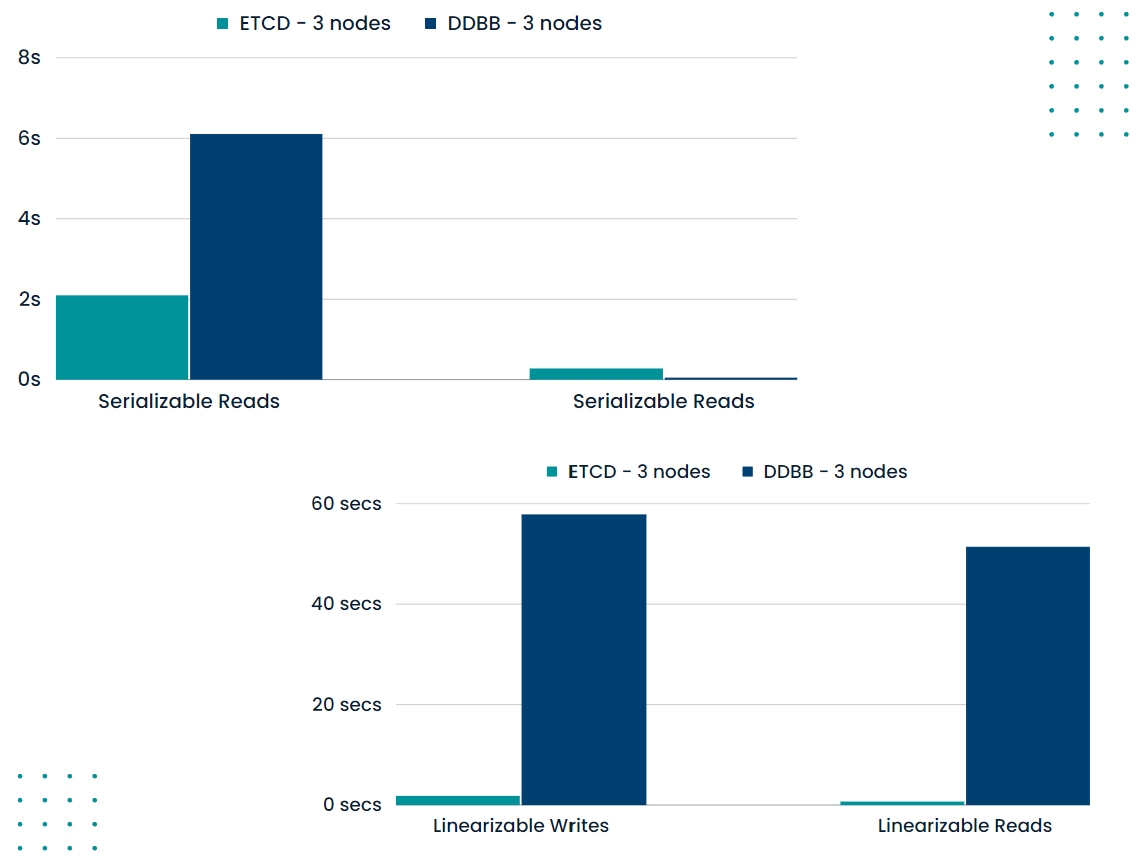 ETCD - 3 nodes DDBB - 3 nodes
8s
6s
4s
2s
0s
Serializable Reads Serializable Reads
ETCD - 3 nodes DDBB - 3 nodes
60 secs
40 secs
20 secs
0 secs
Linearizable Writes Linearizable Reads